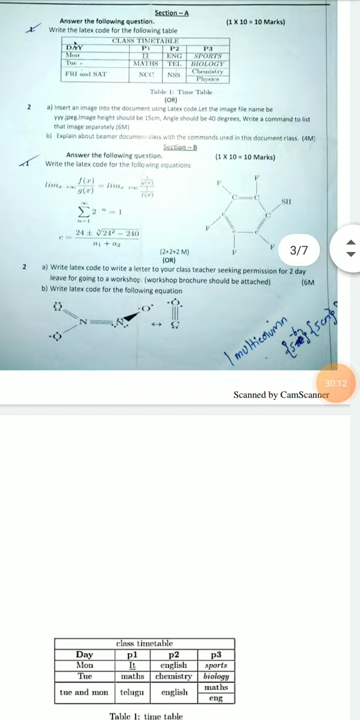 Section – A
Answer the following question. (1 X 10 = 10 Marks)
Write the latex code for the following table
CLASS TIMETABLE
DAY P1 P2 P3
Mon IT ENG SPORTS
Tue - MATHS TEL BIOLOGY
FRI and SAT NCC NSS Chemistry
Physics
Table 1: Time Table
(OR)
2 a) Insert an image into the document using Latex code.Let the image file name be
yyy.jpeg.Image height should be 15cm, Angle should be 40 degrees, Write a command to list
that image separately.(6M)
b) Explain about beamer document class with the commands used in this document class. (4M)
Section – B
Answer the following question. (1 X 10 = 10 Marks)
Write the latex code for the following equations
f(x)
g(x)
∑ 2 ⁻ⁿ = 1
n=1
F
F
C C
SH
F
F
F
24 ± ∛24² − 240
a₁ + a₂
(2+2+2 M)
(OR)
3/7
2 a) Write latex code to write a letter to your class teacher seeking permission for 2 day
leave for going to a workshop. (workshop brochure should be attached) (6M
b) Write latex code for the following equation
N
O
↔
1 multicolumn
30:12
Scanned by CamScanner
class timetable
Day p1 p2 p3
Mon It english sports
Tue maths chemistry biology
tue and mon telugu english maths
eng
Table 1: time table